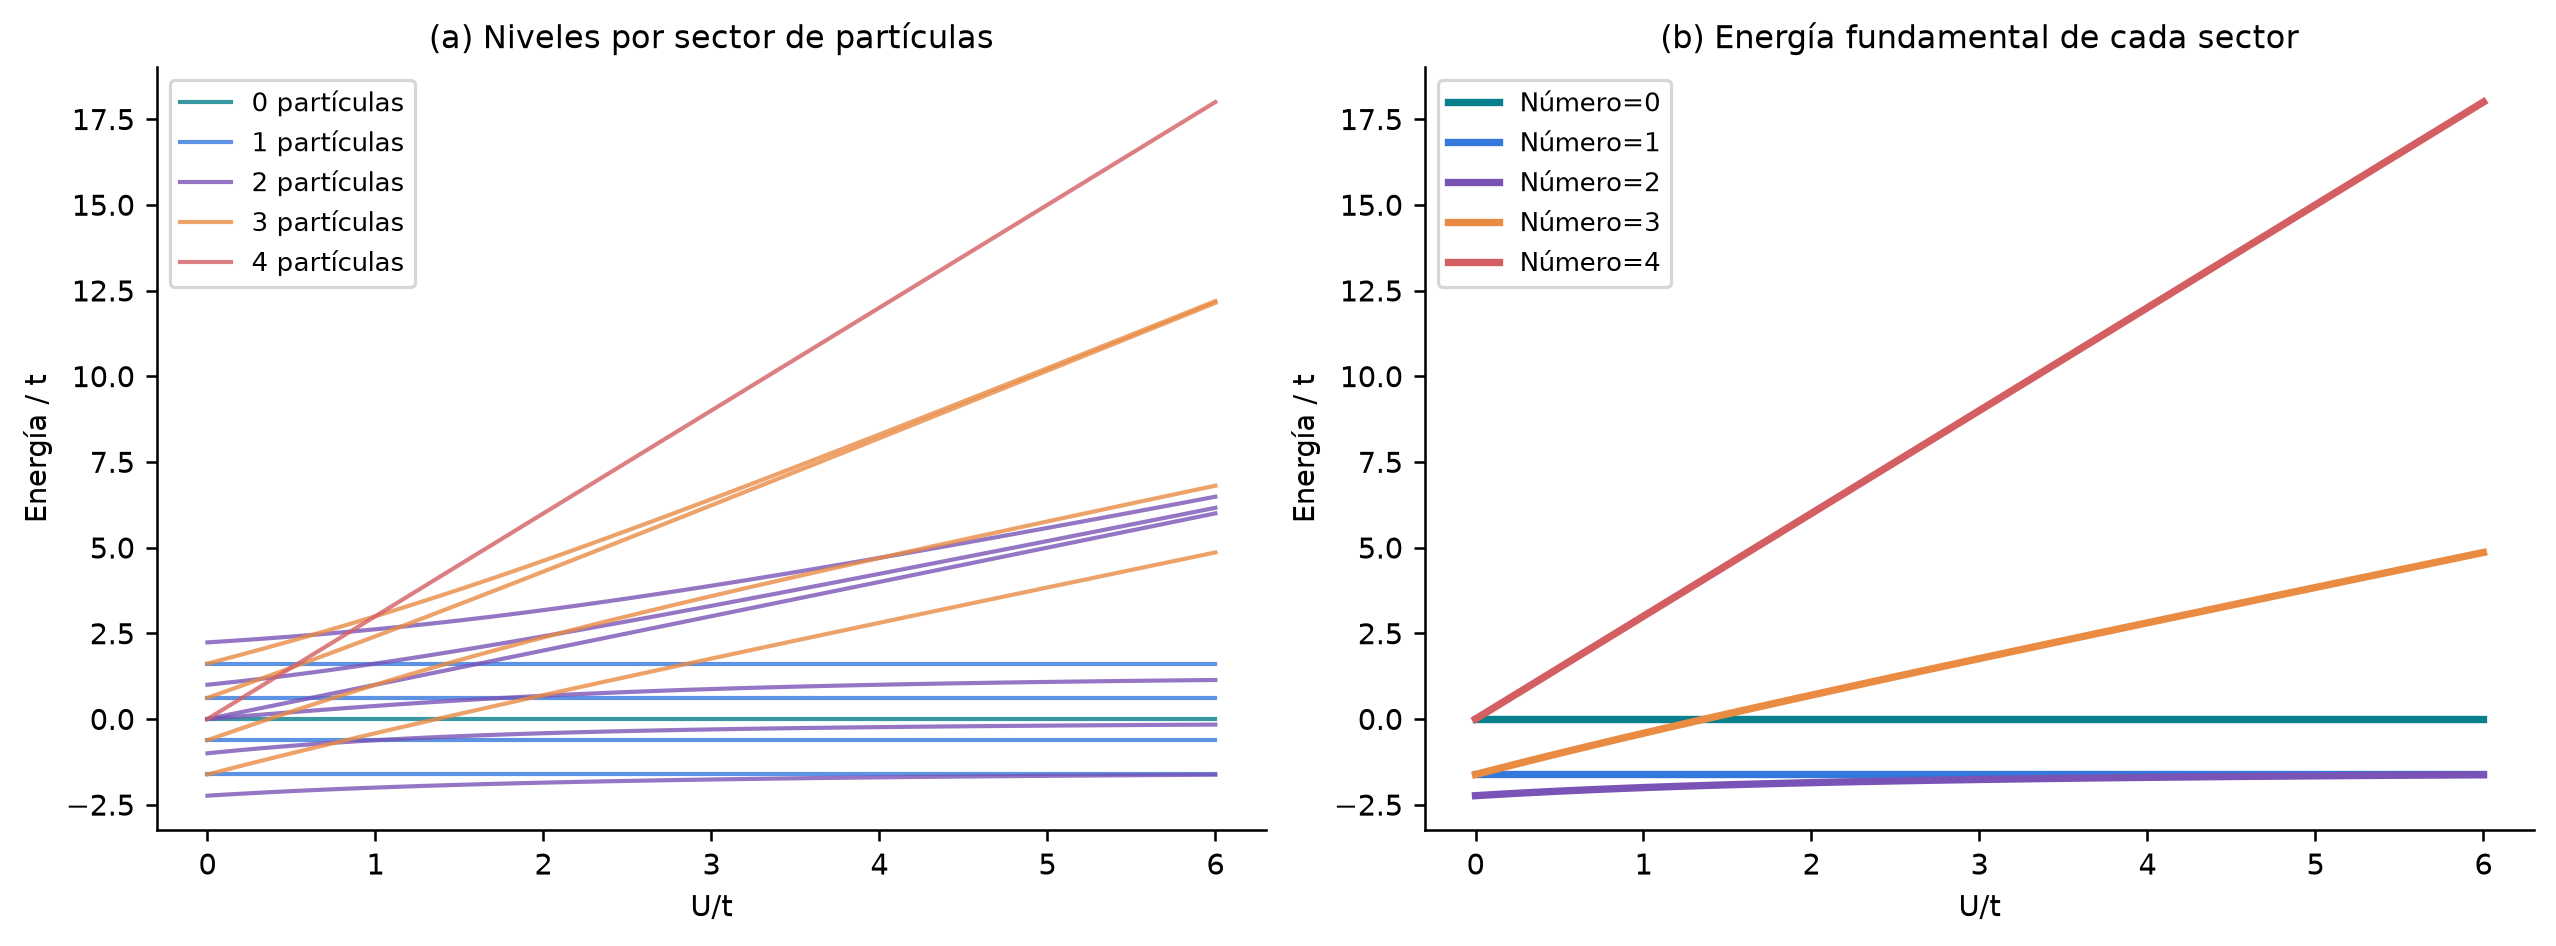 (a) Niveles por sector de partículas
0 partículas
1 partículas
2 partículas
3 partículas
4 partículas
17.5
15.0
12.5
10.0
7.5
5.0
2.5
0.0
−2.5
Energía / t
0 1 2 3 4 5 6
U/t
(b) Energía fundamental de cada sector
Número=0
Número=1
Número=2
Número=3
Número=4
17.5
15.0
12.5
10.0
7.5
5.0
2.5
0.0
−2.5
Energía / t
0 1 2 3 4 5 6
U/t